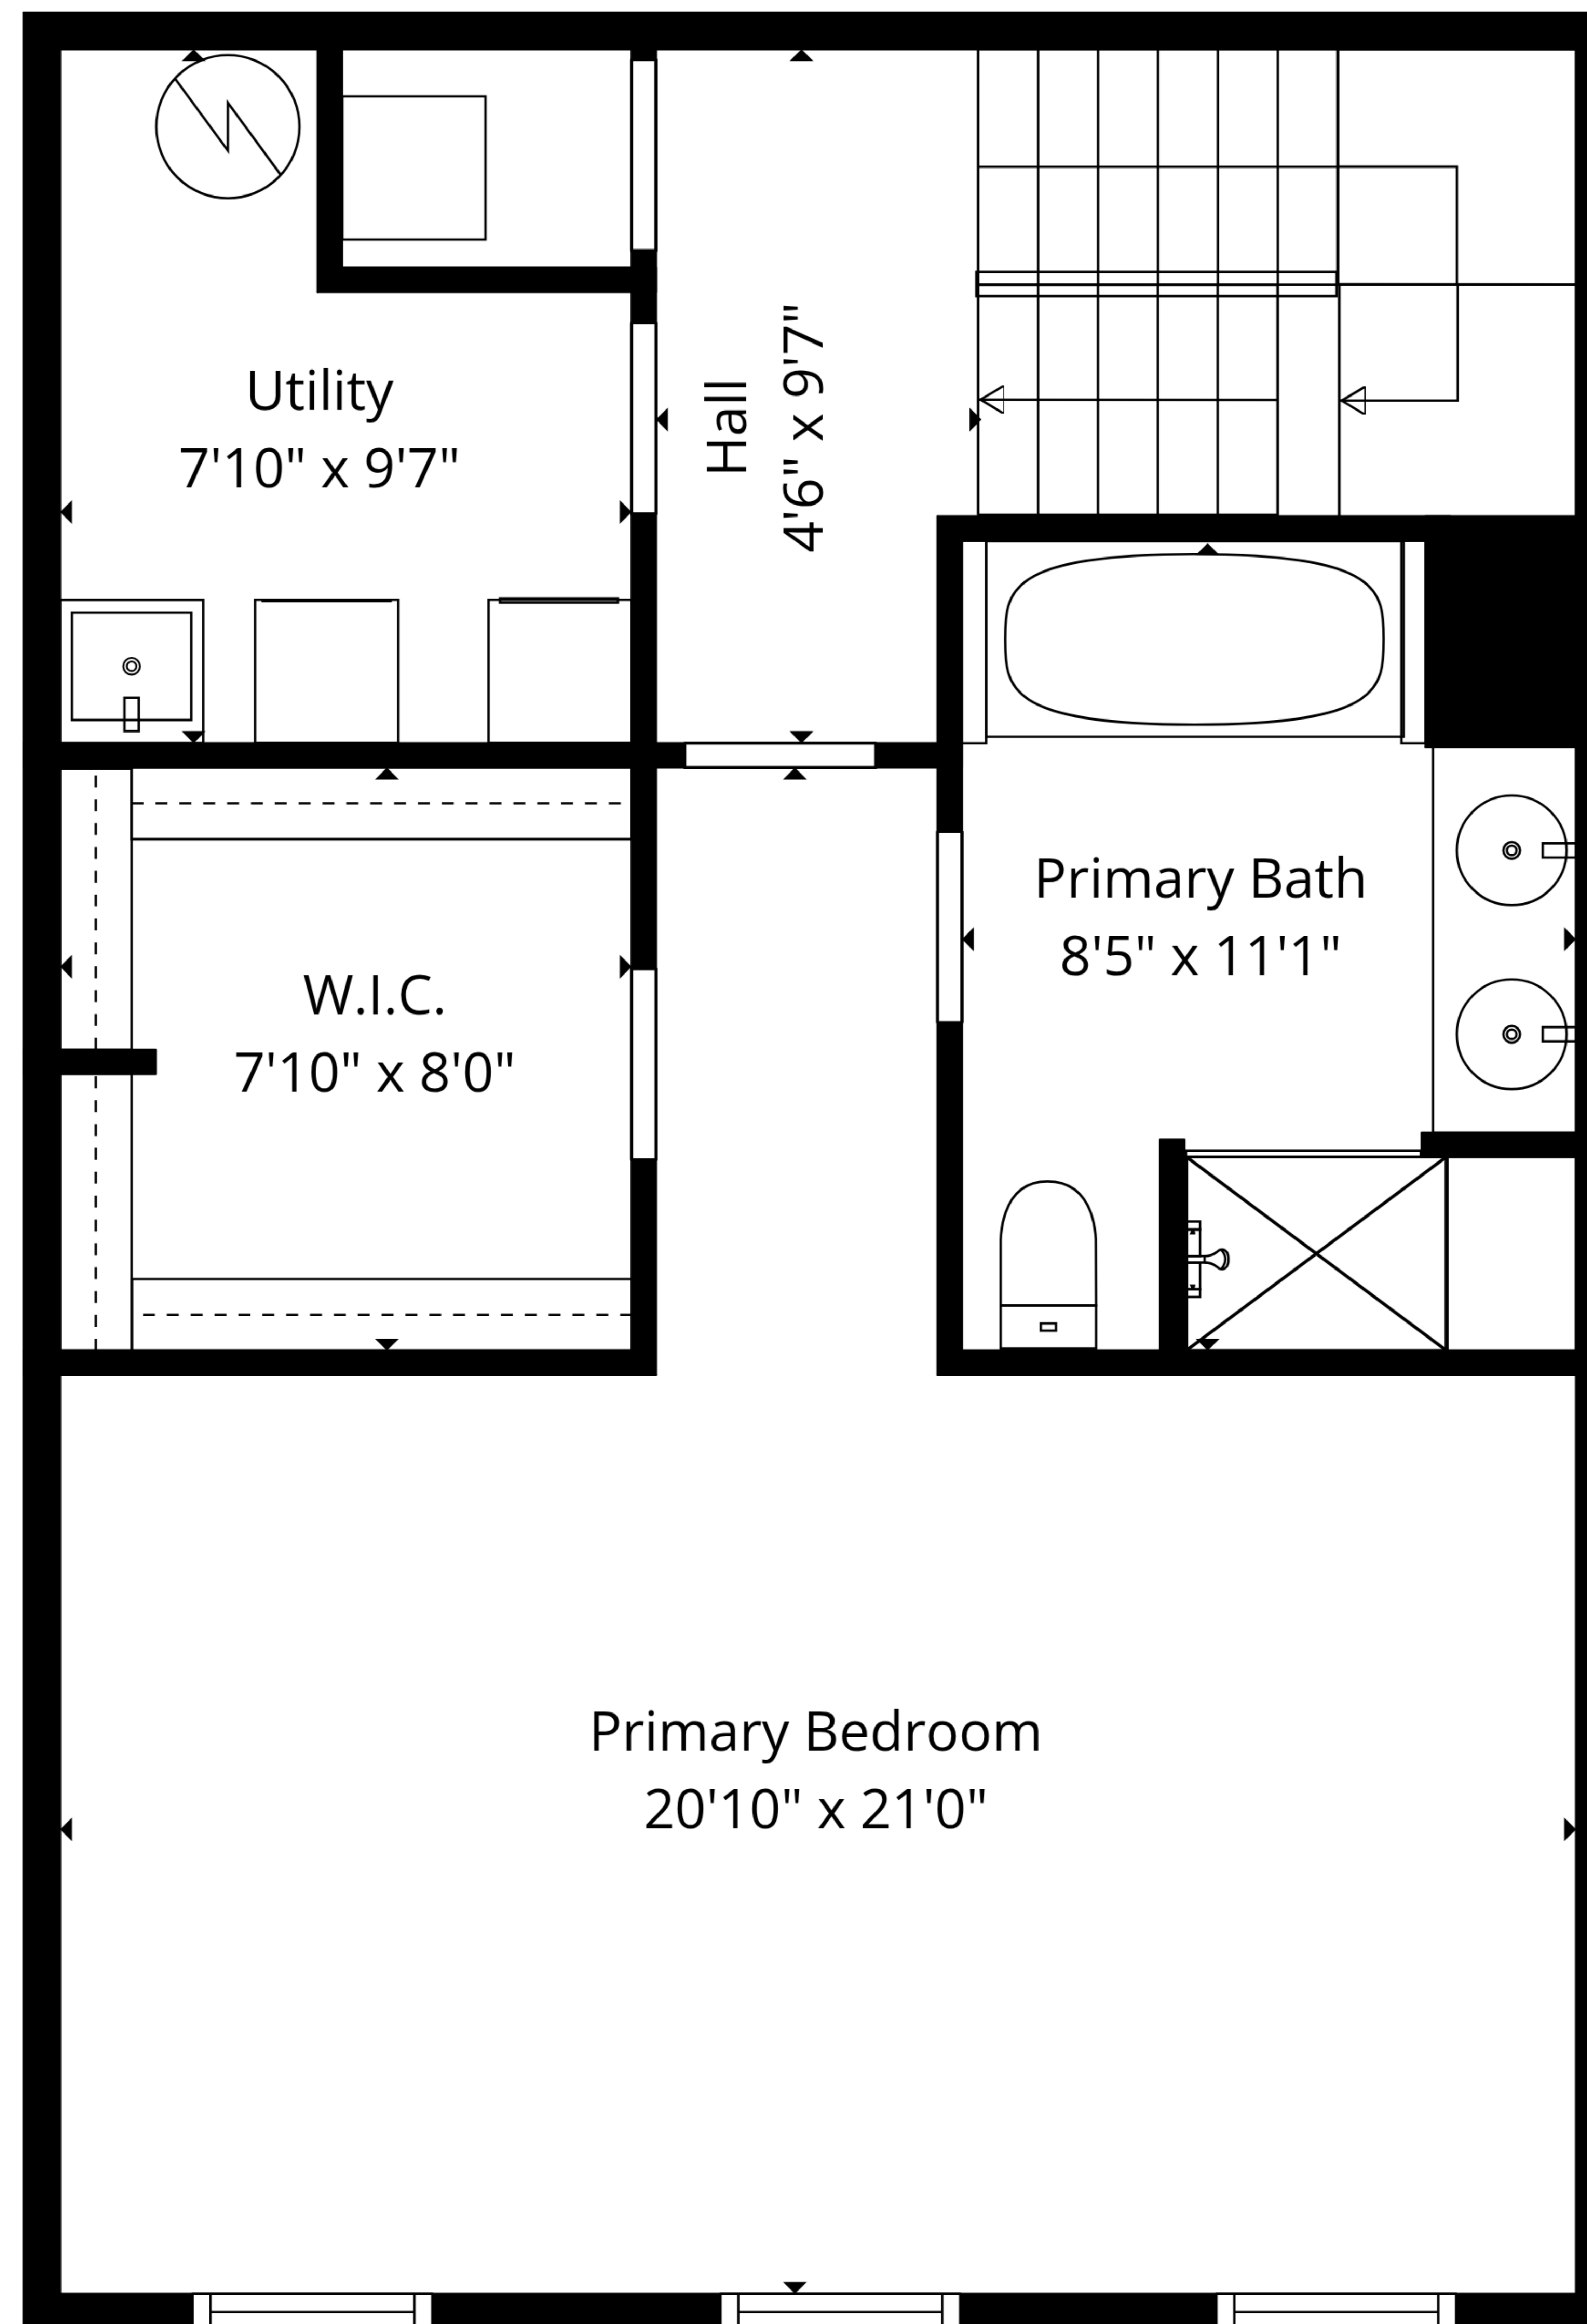 Utility
7'10" x 9'7"
Hall
4'6" x 9'7"
Primary Bath
8'5" x 11'1"
W.I.C.
7'10" x 8'0"
Primary Bedroom
20'10" x 21'0"